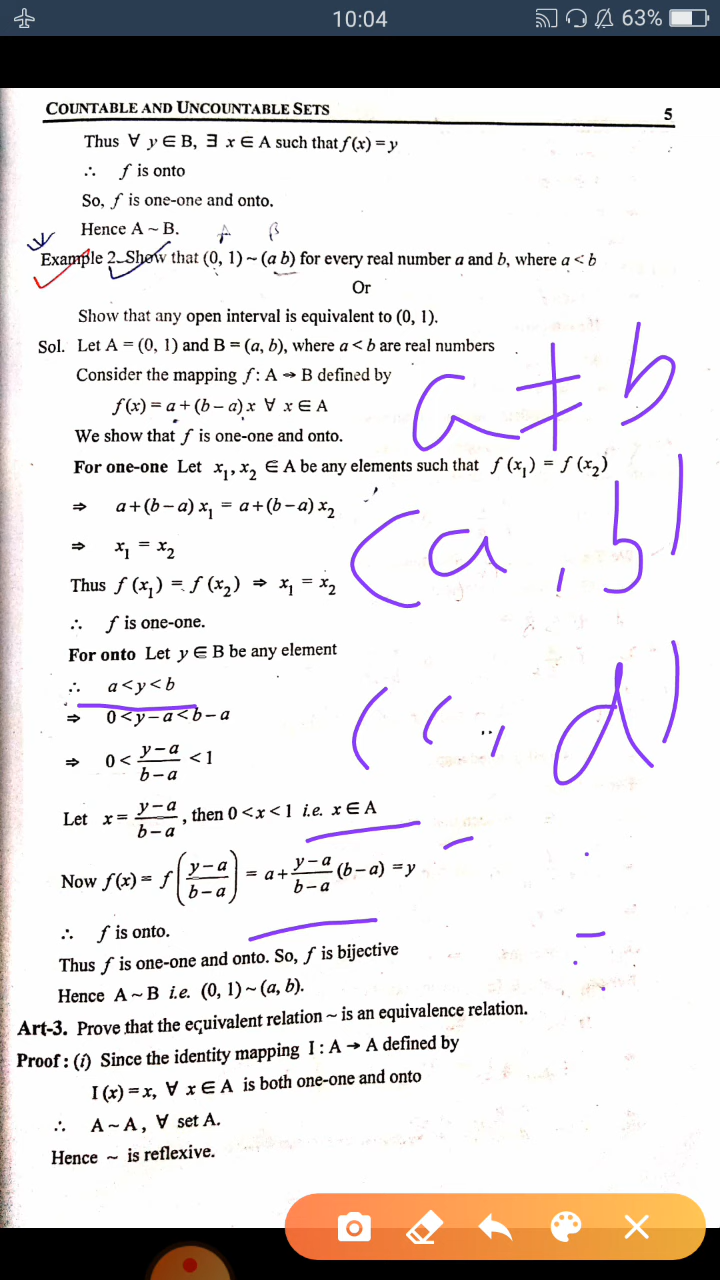 10:04
63%
COUNTABLE AND UNCOUNTABLE SETS 5
Thus ∀ y ∈ B, ∃ x ∈ A such that f(x) = y
∴ f is onto
So, f is one-one and onto.
Hence A ~ B.
A B
Example 2. Show that (0, 1) ~ (a b) for every real number a and b, where a < b
Or
Show that any open interval is equivalent to (0, 1).
Sol. Let A = (0, 1) and B = (a, b), where a < b are real numbers
Consider the mapping f : A → B defined by
f(x) = a + (b – a) x ∀ x ∈ A
a ≠ b
We show that f is one-one and onto.
For one-one Let x₁, x₂ ∈ A be any elements such that f (x₁) = f (x₂)
⇒ a + (b – a) x₁ = a + (b – a) x₂
⇒ x₁ = x₂
(a, b)
Thus f (x₁) = f (x₂) ⇒ x₁ = x₂
∴ f is one-one.
For onto Let y ∈ B be any element
∴ a < y < b
⇒ 0 < y – a < b – a
(c, d)
⇒ 0 < (y – a)/(b – a) < 1
Let x = (y – a)/(b – a), then 0 < x < 1 i.e. x ∈ A
Now f(x) = f((y – a)/(b – a)) = a + (y – a)/(b – a) (b – a) = y
∴ f is onto.
Thus f is one-one and onto. So, f is bijective
Hence A ~ B i.e. (0, 1) ~ (a, b).
Art-3. Prove that the equivalent relation ~ is an equivalence relation.
Proof : (i) Since the identity mapping I : A → A defined by
I (x) = x, ∀ x ∈ A is both one-one and onto
∴ A ~ A , ∀ set A.
Hence ~ is reflexive.